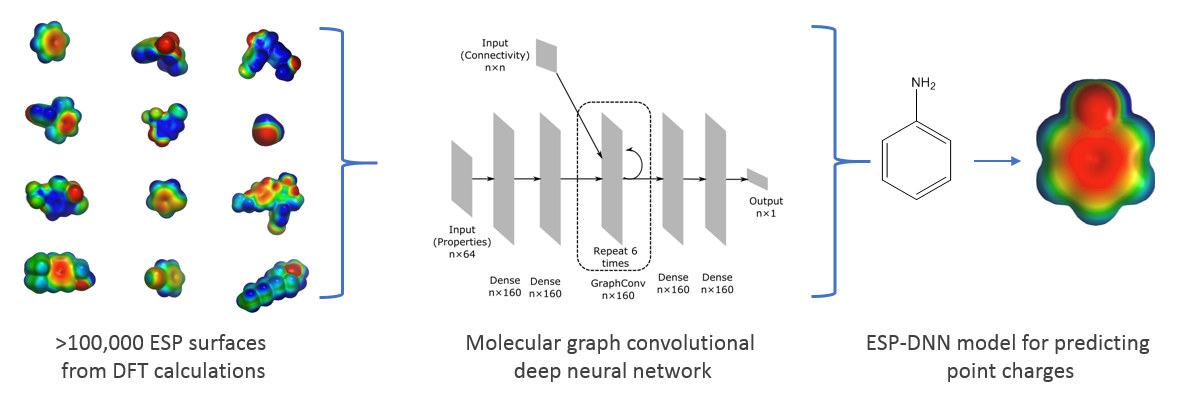 Input
(Connectivity)
n×n
Input
(Properties)
n×64
Dense
n×160
Dense
n×160
Repeat 6
times
GraphConv
n×160
Dense
n×160
Dense
n×160
Output
n×1
NH2
>100,000 ESP surfaces
from DFT calculations
Molecular graph convolutional
deep neural network
ESP-DNN model for predicting
point charges